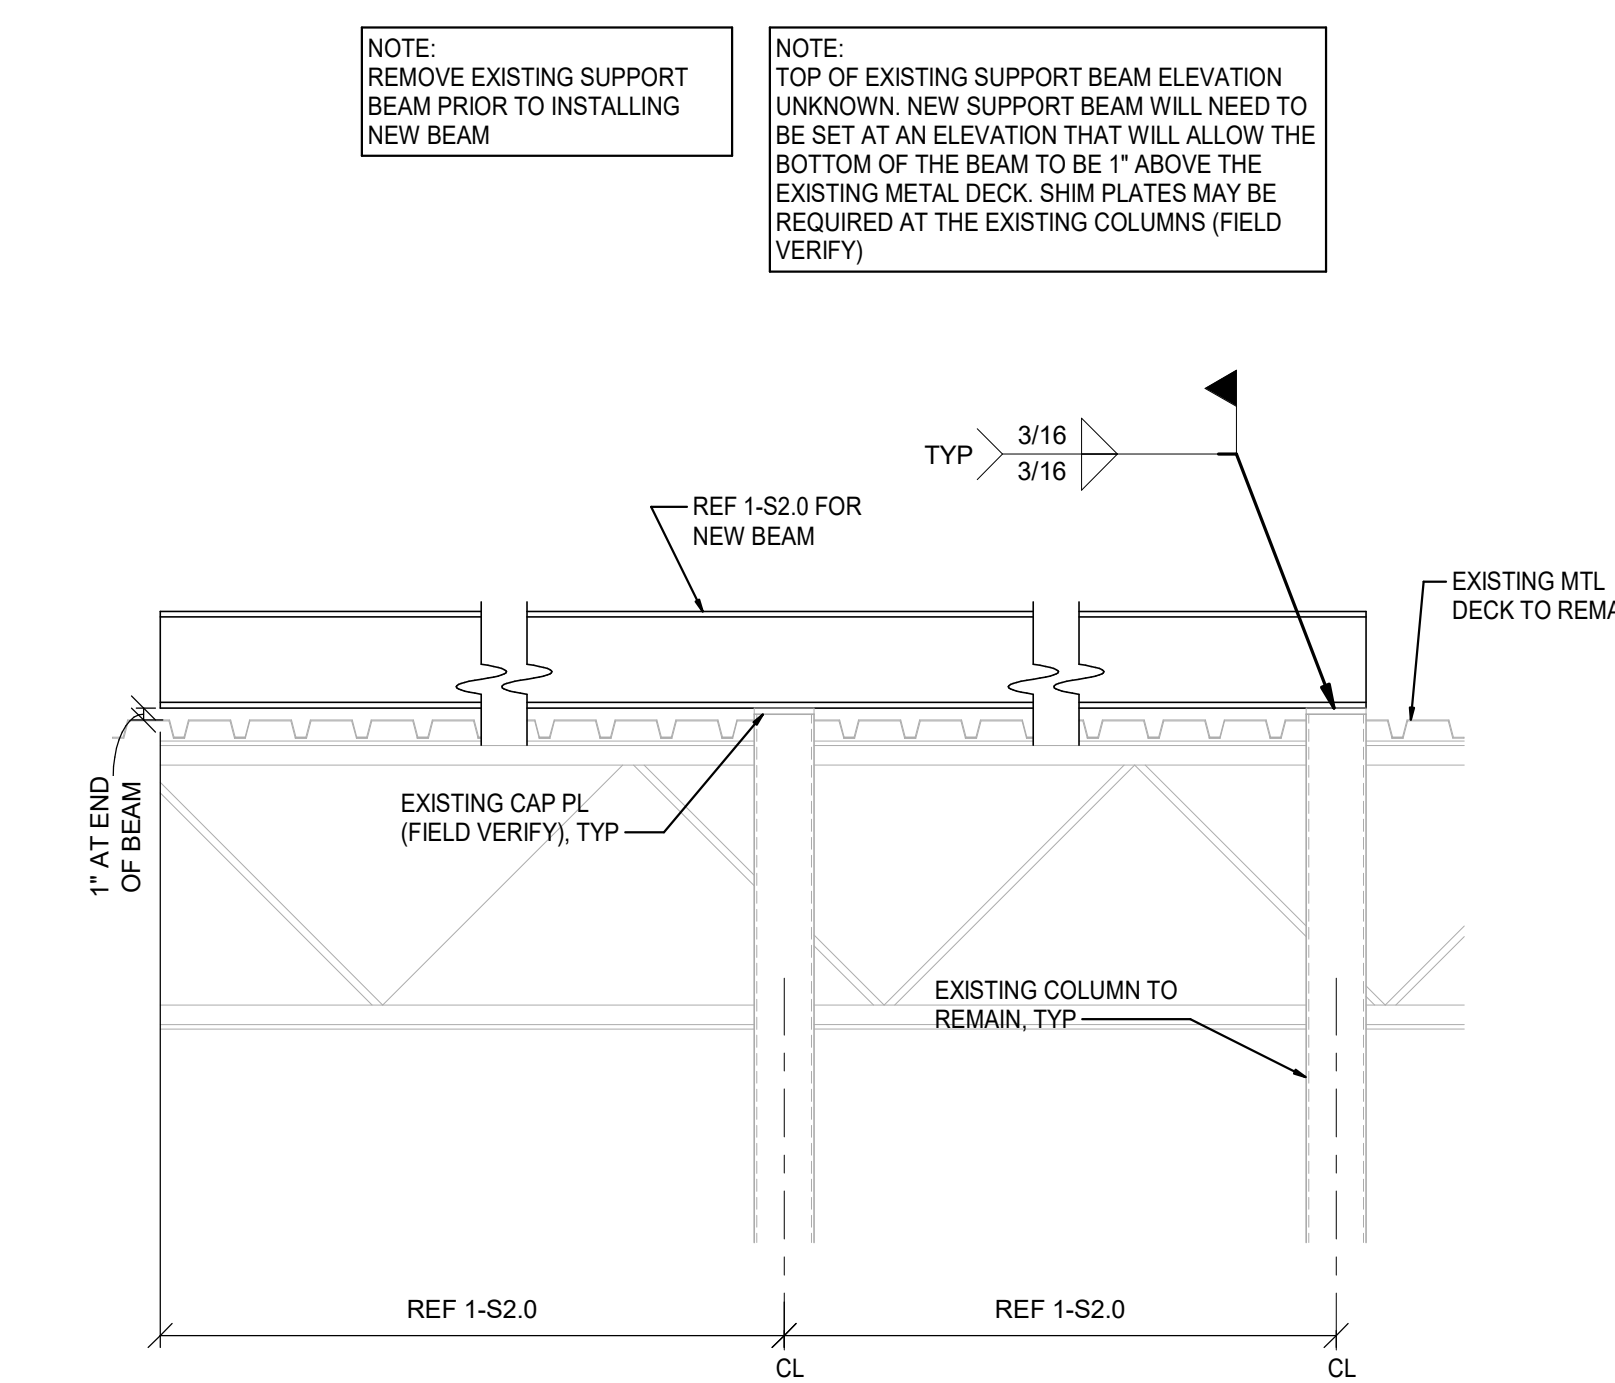 NOTE:
REMOVE EXISTING SUPPORT
BEAM PRIOR TO INSTALLING
NEW BEAM
NOTE:
TOP OF EXISTING SUPPORT BEAM ELEVATION
UNKNOWN. NEW SUPPORT BEAM WILL NEED TO
BE SET AT AN ELEVATION THAT WILL ALLOW THE
BOTTOM OF THE BEAM TO BE 1" ABOVE THE
EXISTING METAL DECK. SHIM PLATES MAY BE
REQUIRED AT THE EXISTING COLUMNS (FIELD
VERIFY)
TYP
3/16
3/16
REF 1-S2.0 FOR
NEW BEAM
EXISTING MTL
DECK TO REMA
1" AT END
OF BEAM
EXISTING CAP PL
(FIELD VERIFY), TYP
EXISTING COLUMN TO
REMAIN, TYP
REF 1-S2.0
REF 1-S2.0
CL
CL